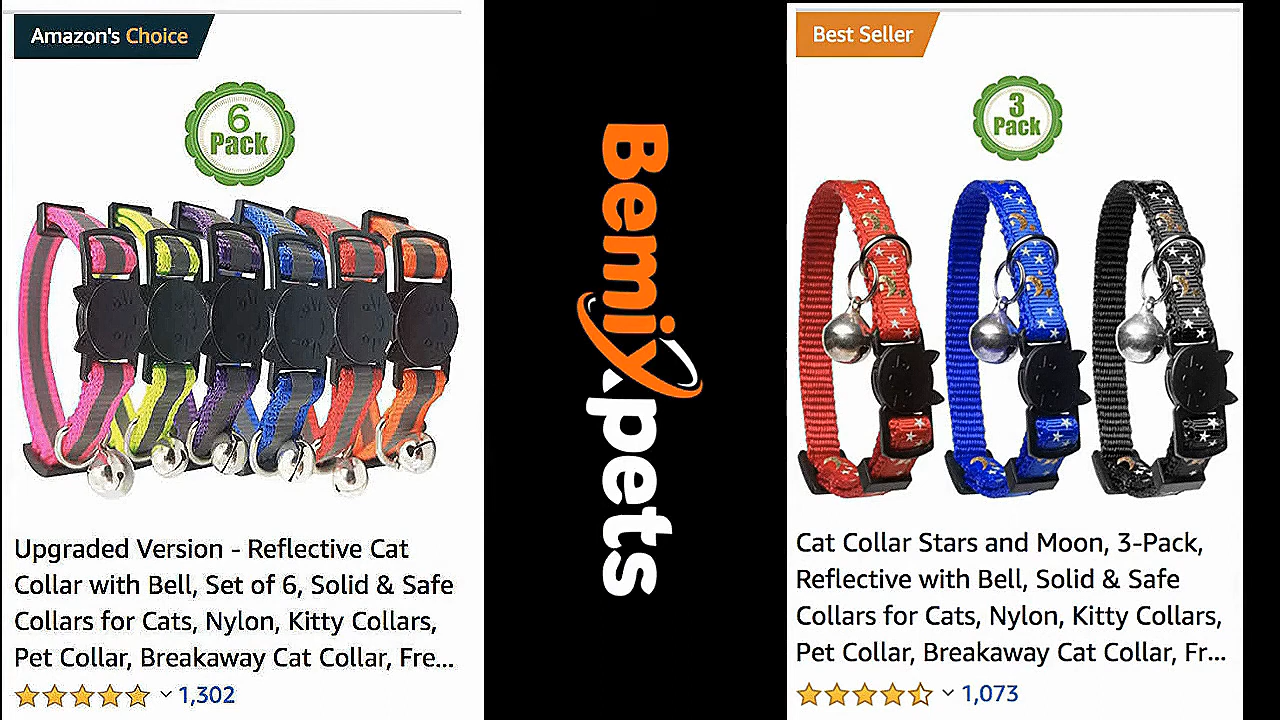 Amazon's Choice
6
Pack
Upgraded Version - Reflective Cat
Collar with Bell, Set of 6, Solid & Safe
Collars for Cats, Nylon, Kitty Collars,
Pet Collar, Breakaway Cat Collar, Fre...
1,302
Bemixpets
Best Seller
3
Pack
Cat Collar Stars and Moon, 3-Pack,
Reflective with Bell, Solid & Safe
Collars for Cats, Nylon, Kitty Collars,
Pet Collar, Breakaway Cat Collar, Fr...
1,073